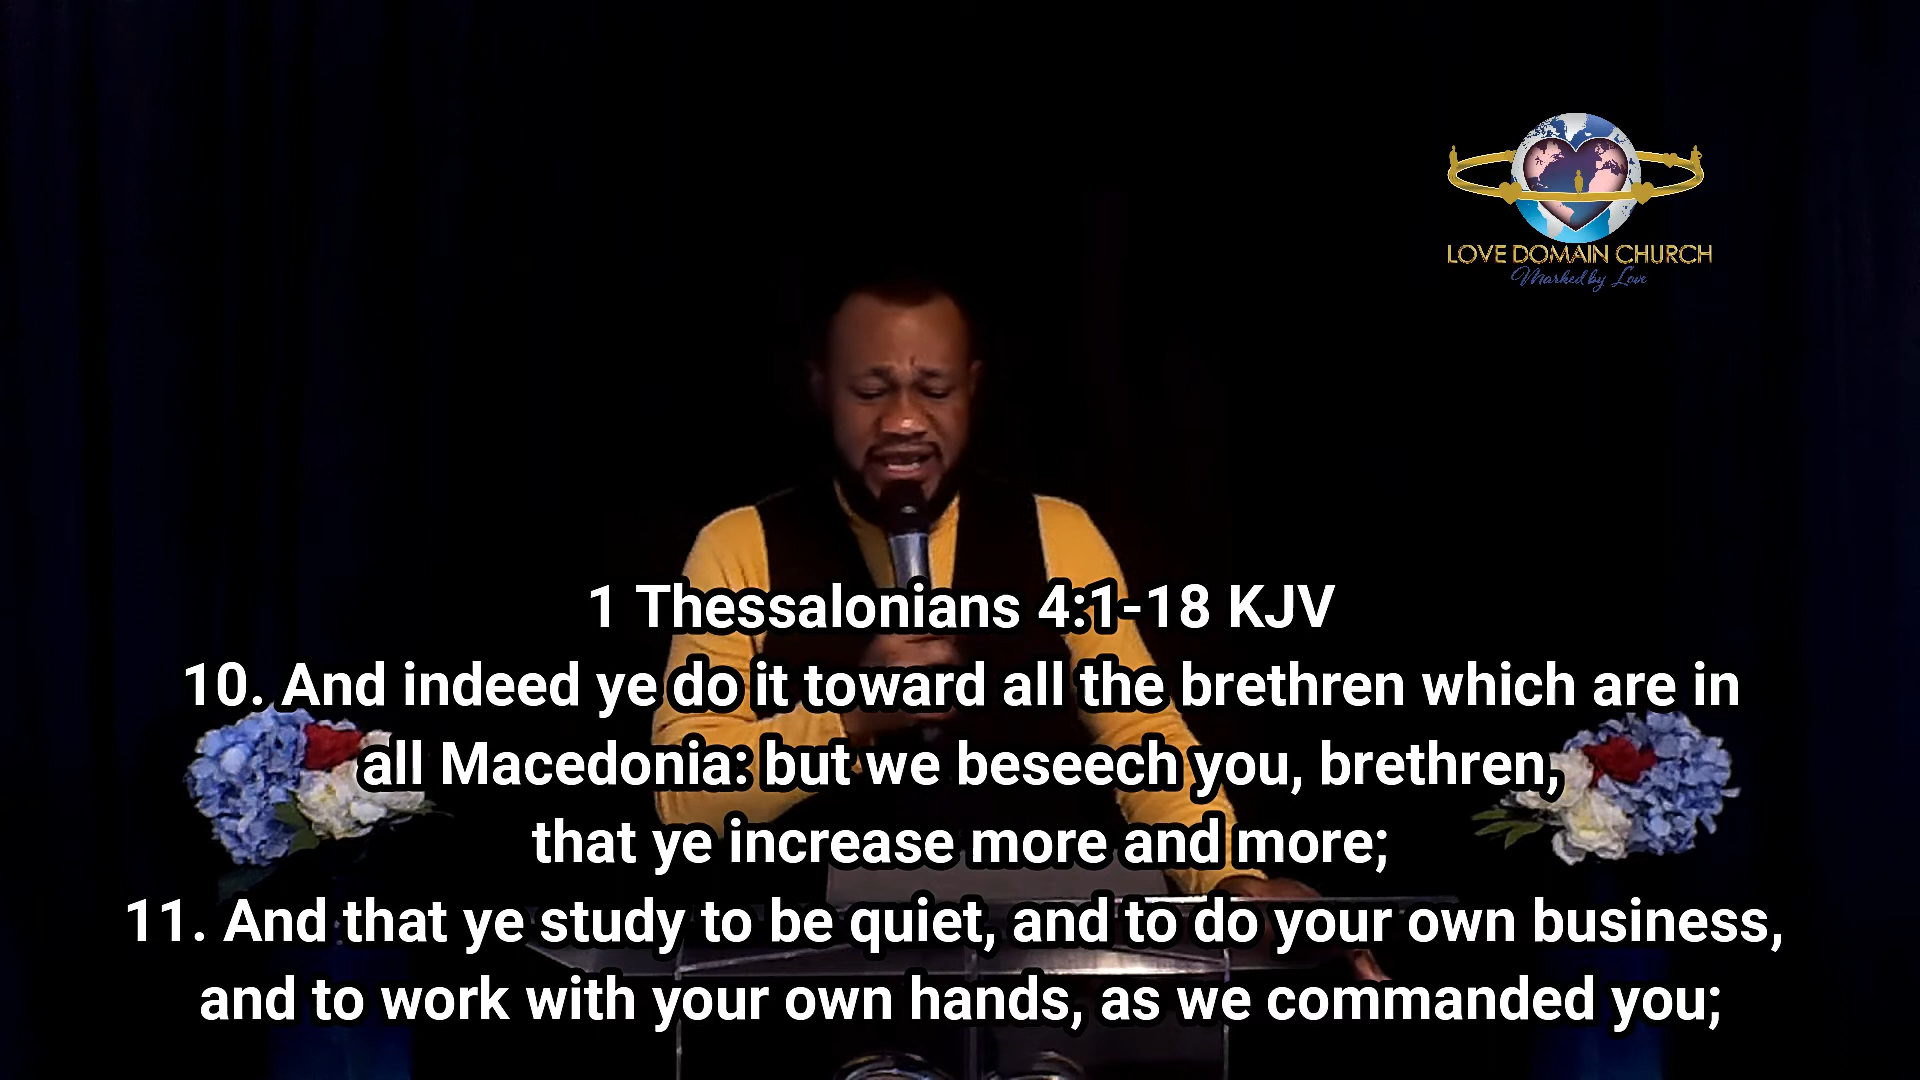 LOVE DOMAIN CHURCH
Marked by Love
1 Thessalonians 4:1-18 KJV
10. And indeed ye do it toward all the brethren which are in
all Macedonia: but we beseech you, brethren,
that ye increase more and more;
11. And that ye study to be quiet, and to do your own business,
and to work with your own hands, as we commanded you;